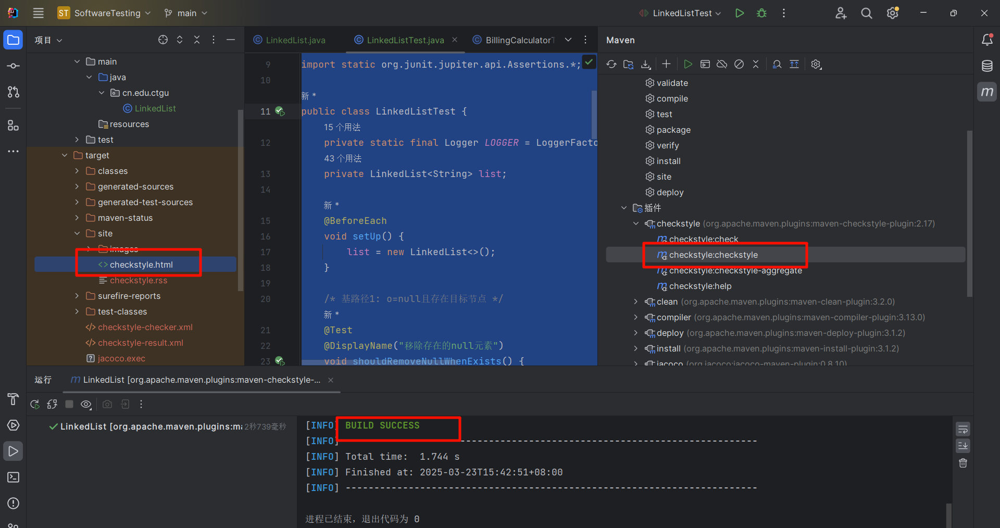 ST SoftwareTesting main LinkedListTest
项目
main
java
cn.edu.ctgu
LinkedList
resources
test
target
classes
generated-sources
generated-test-sources
maven-status
site
images
checkstyle.html
checkstyle.rss
surefire-reports
test-classes
checkstyle-checker.xml
checkstyle-result.xml
jacoco.exec
LinkedList.java LinkedListTest.java BillingCalculatorT
9 import static org.junit.jupiter.api.Assertions.*;
10
新 *
11 public class LinkedListTest {
15 个用法
12 private static final Logger LOGGER = LoggerFacto
43 个用法
13 private LinkedList<String> list;
14
新 *
15 @BeforeEach
16 void setUp() {
17 list = new LinkedList<>();
18 }
19
20 /* 基路径1: o=null且存在目标节点 */
新 *
21 @Test
22 @DisplayName("移除存在的null元素")
23 void shouldRemoveNullWhenExists() {
Maven
validate
compile
test
package
verify
install
site
deploy
插件
checkstyle (org.apache.maven.plugins:maven-checkstyle-plugin:2.17)
checkstyle:check
checkstyle:checkstyle
checkstyle:checkstyle-aggregate
checkstyle:help
clean (org.apache.maven.plugins:maven-clean-plugin:3.2.0)
compiler (org.apache.maven.plugins:maven-compiler-plugin:3.13.0)
deploy (org.apache.maven.plugins:maven-deploy-plugin:3.1.2)
install (org.apache.maven.plugins:maven-install-plugin:3.1.2)
jacoco (org.jacoco:jacoco-maven-plugin:0.8.10)
运行 LinkedList [org.apache.maven.plugins:maven-checkstyle-...
LinkedList [org.apache.maven.plugins:ma 2秒739毫秒
[INFO] BUILD SUCCESS
[INFO] ------------------------------------------------------------------------
[INFO] Total time:  1.744 s
[INFO] Finished at: 2025-03-23T15:42:51+08:00
[INFO] ------------------------------------------------------------------------
进程已结束，退出代码为 0